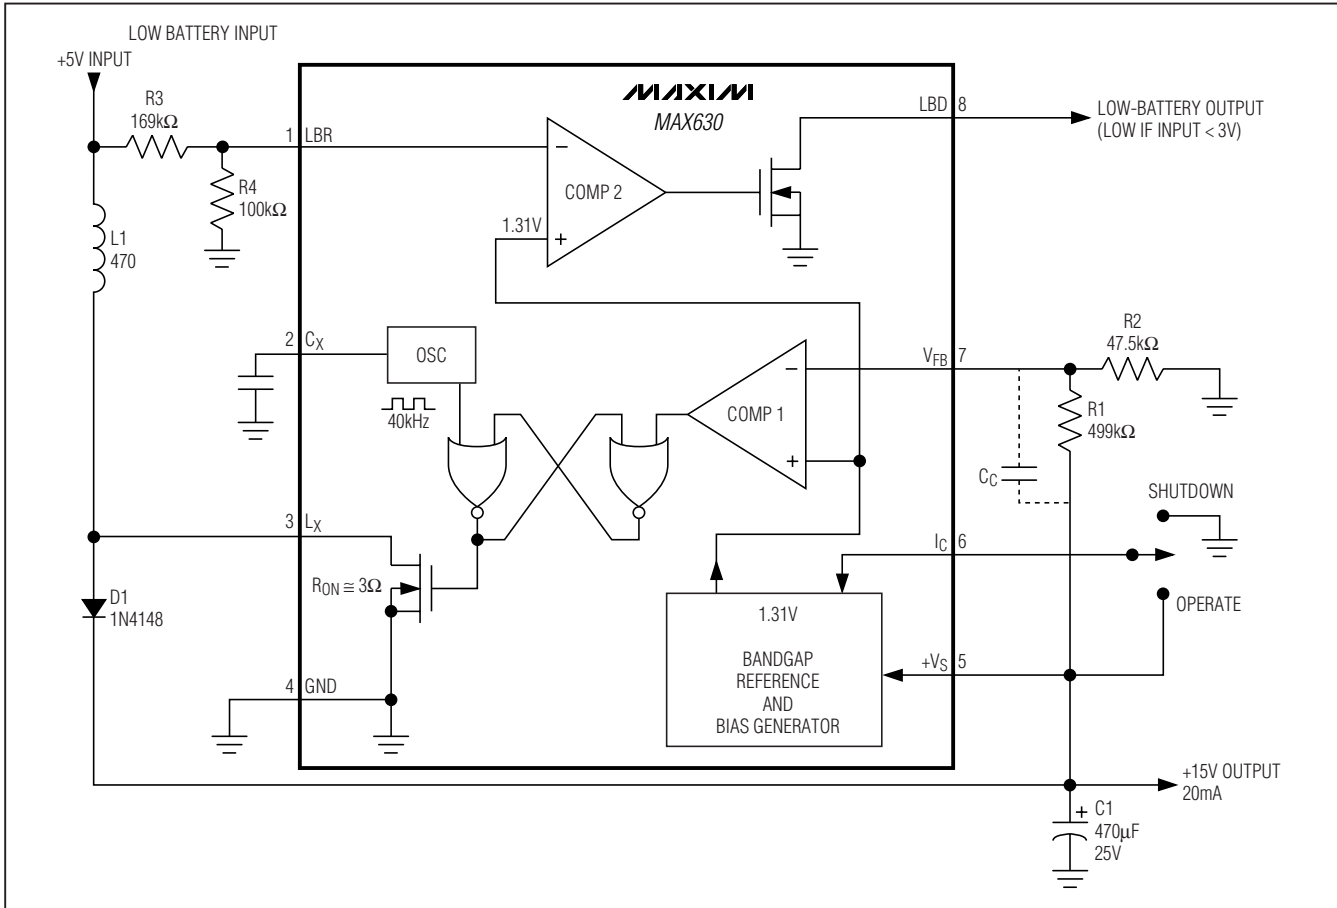 LOW BATTERY INPUT
+5V INPUT
R3
169kΩ
1
LBR
R4
100kΩ
L1
470
MAXIM
MAX630
LBD
8
LOW-BATTERY OUTPUT
(LOW IF INPUT < 3V)
−
COMP 2
1.31V
+
2
CX
OSC
40kHz
−
COMP 1
+
VFB
7
R2
47.5kΩ
R1
499kΩ
CC
SHUTDOWN
3
LX
RON ≅ 3Ω
IC
6
D1
1N4148
OPERATE
1.31V
BANDGAP
REFERENCE
AND
BIAS GENERATOR
+VS
5
4
GND
+15V OUTPUT
20mA
+
C1
470μF
25V